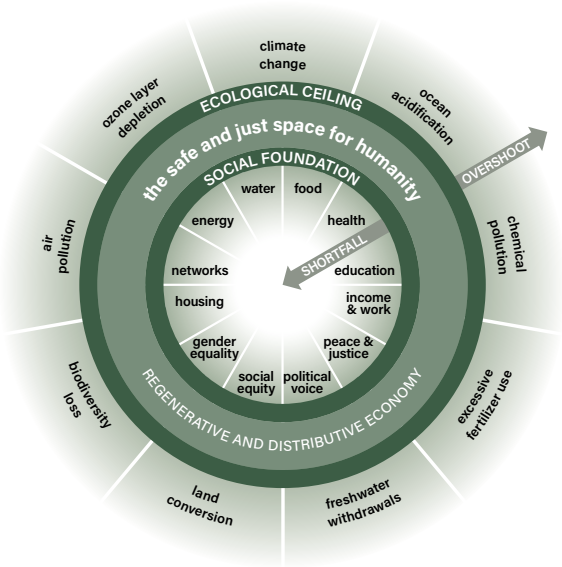 climate
change
ocean
acidification
chemical
pollution
excessive
fertilizer use
freshwater
withdrawals
land
conversion
biodiversity
loss
air
pollution
ozone layer
depletion
ECOLOGICAL CEILING
OVERSHOOT
the safe and just space for humanity
SOCIAL FOUNDATION
water
food
health
SHORTFALL
education
income
& work
peace &
justice
political
voice
social
equity
gender
equality
housing
networks
energy
REGENERATIVE AND DISTRIBUTIVE ECONOMY